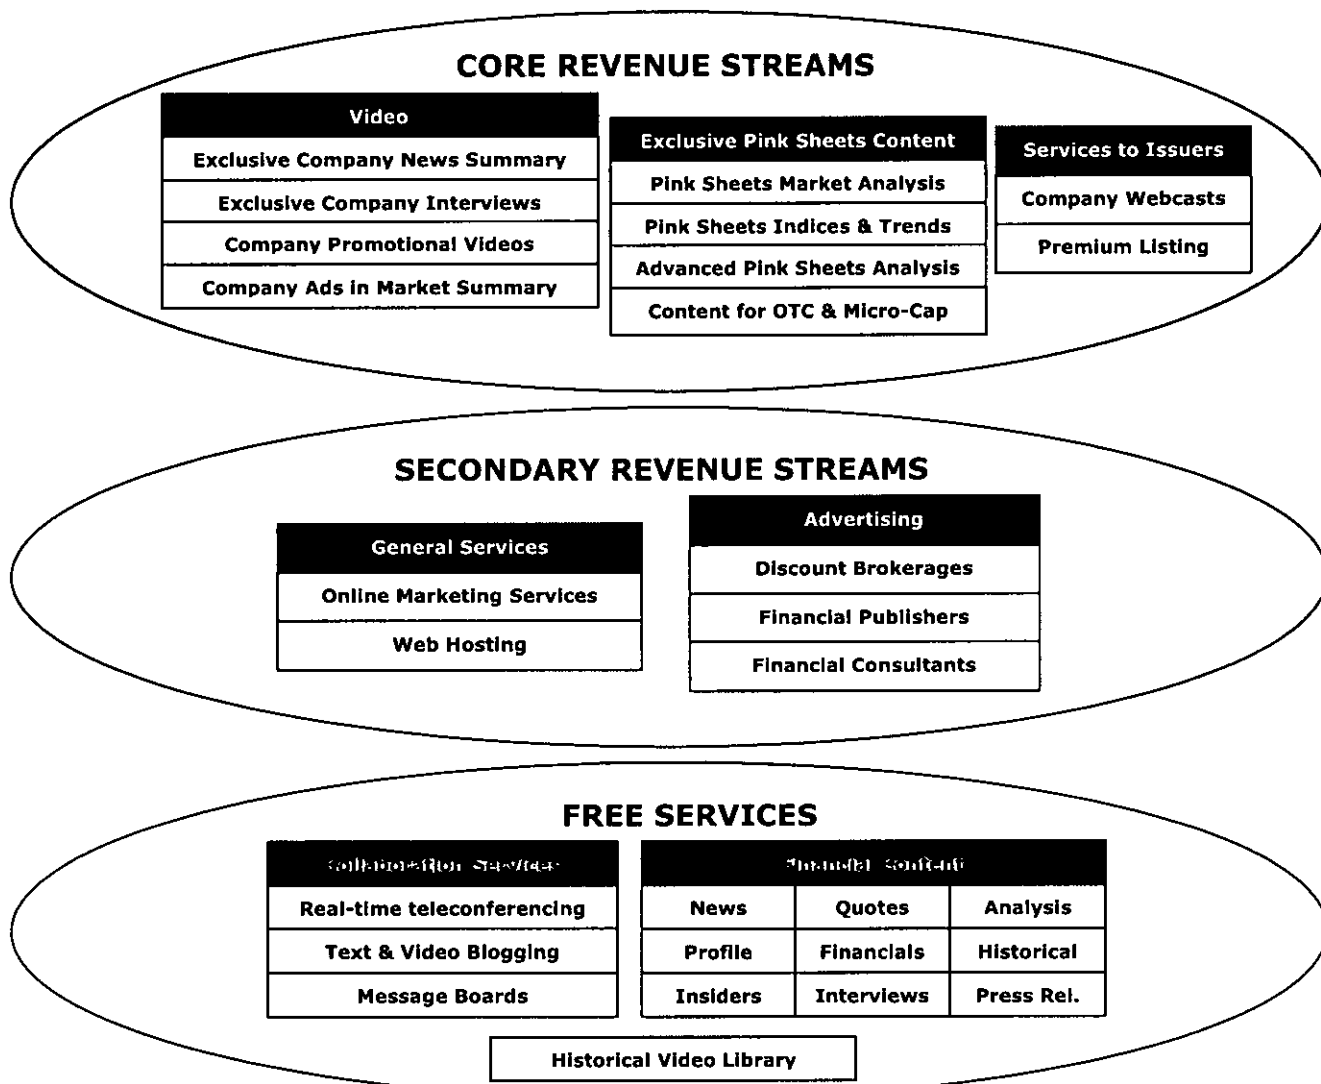 CORE REVENUE STREAMS
Video
Exclusive Company News Summary
Exclusive Company Interviews
Company Promotional Videos
Company Ads in Market Summary
Exclusive Pink Sheets Content
Pink Sheets Market Analysis
Pink Sheets Indices & Trends
Advanced Pink Sheets Analysis
Content for OTC & Micro-Cap
Services to Issuers
Company Webcasts
Premium Listing
SECONDARY REVENUE STREAMS
General Services
Online Marketing Services
Web Hosting
Advertising
Discount Brokerages
Financial Publishers
Financial Consultants
FREE SERVICES
Collaboration Services
Real-time teleconferencing
Text & Video Blogging
Message Boards
Financial Content
News Quotes Analysis
Profile Financials Historical
Insiders Interviews Press Rel.
Historical Video Library